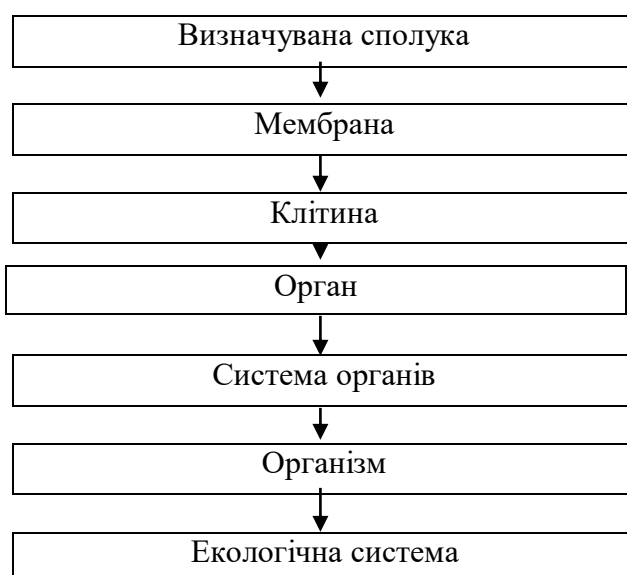 Визначувана сполука
Мембрана
Клітина
Орган
Система органів
Організм
Екологічна система